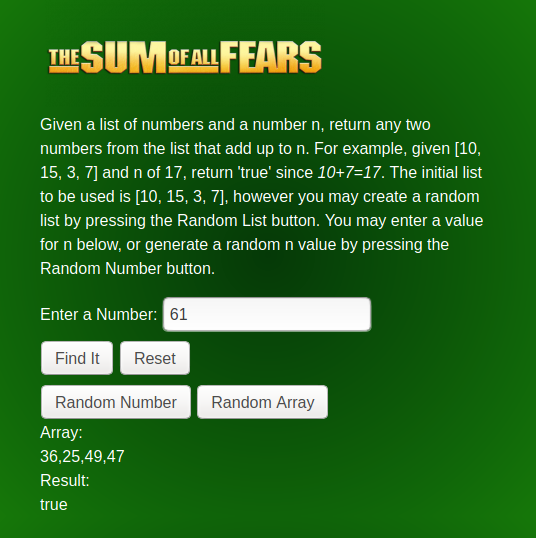 THE SUM OF ALL FEARS
Given a list of numbers and a number n, return any two
numbers from the list that add up to n. For example, given [10,
15, 3, 7] and n of 17, return 'true' since 10+7=17. The initial list
to be used is [10, 15, 3, 7], however you may create a random
list by pressing the Random List button. You may enter a value
for n below, or generate a random n value by pressing the
Random Number button.
Enter a Number: 61
Find It Reset
Random Number Random Array
Array:
36,25,49,47
Result:
true